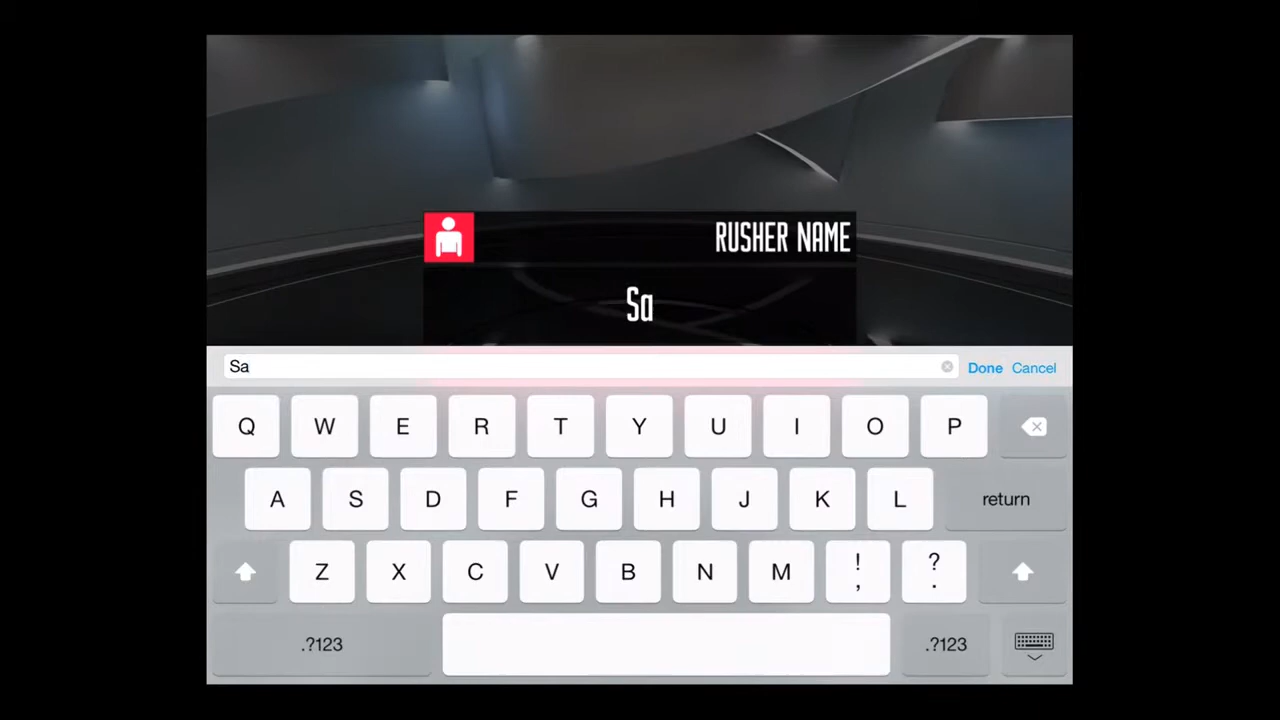 RUSHER NAME
Sa
Sa
Done Cancel
Q W E R T Y U I O P
A S D F G H J K L return
Z X C V B N M ! , ? .
.?123 .?123